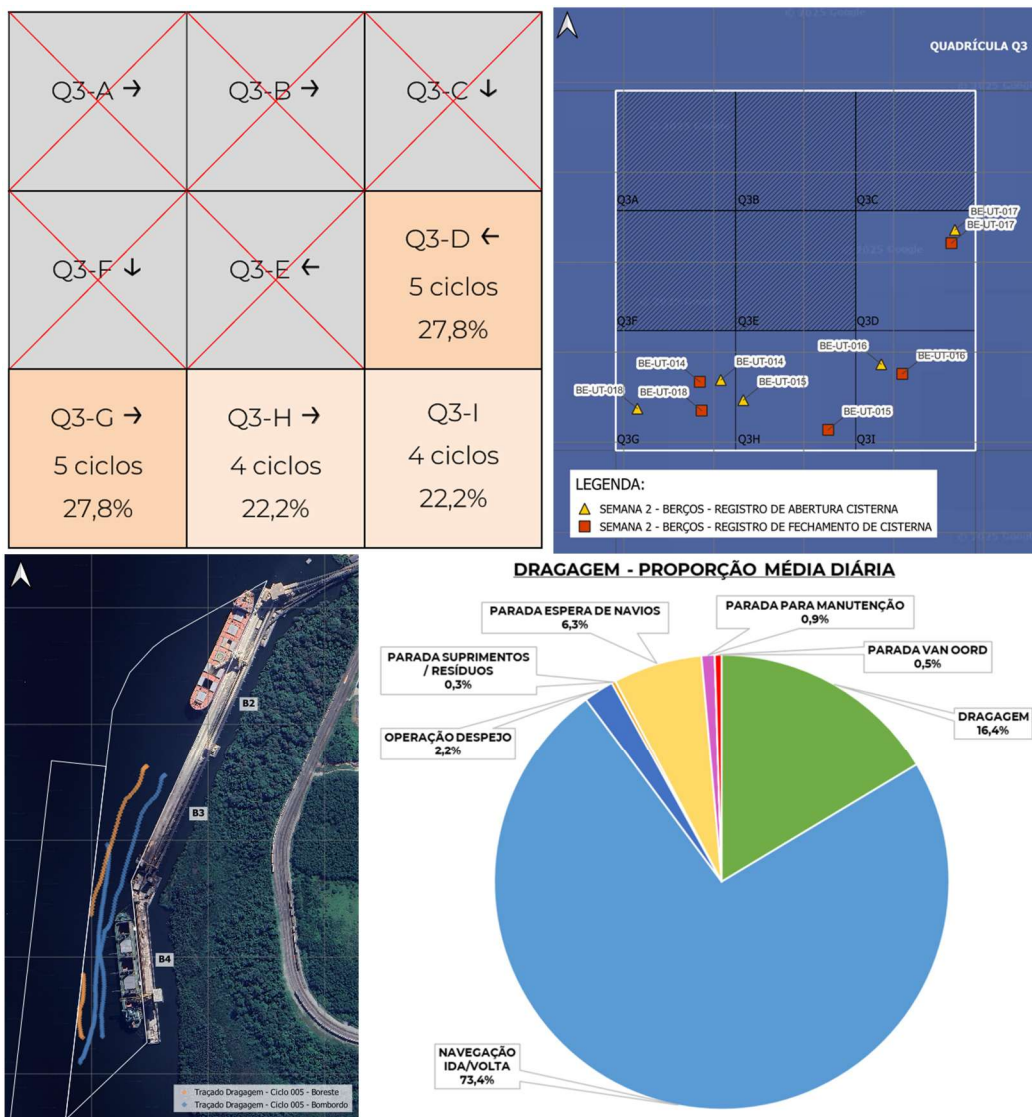 Q3-A →
Q3-B →
Q3-C ↓
Q3-F ↓
Q3-E ←
Q3-D ←
5 ciclos
27,8%
Q3-G →
5 ciclos
27,8%
Q3-H →
4 ciclos
22,2%
Q3-I
4 ciclos
22,2%
© 2025 Google
QUADRÍCULA Q3
Q3A
Q3B
Q3C
BE-UT-017
BE-UT-017
© 2025 Google
Q3F
Q3E
Q3D
BE-UT-016
BE-UT-014
BE-UT-014
BE-UT-016
BE-UT-018
BE-UT-018
BE-UT-015
BE-UT-015
Q3G
Q3H
Q3I
LEGENDA:
SEMANA 2 - BERÇOS - REGISTRO DE ABERTURA CISTERNA
SEMANA 2 - BERÇOS - REGISTRO DE FECHAMENTO DE CISTERNA
B2
B3
B4
Traçado Dragagem - Ciclo 005 - Boreste
Traçado Dragagem - Ciclo 005 - Bombordo
DRAGAGEM - PROPORÇÃO MÉDIA DIÁRIA
PARADA ESPERA DE NAVIOS
6,3%
PARADA PARA MANUTENÇÃO
0,9%
PARADA SUPRIMENTOS
/ RESÍDUOS
0,3%
PARADA VAN OORD
0,5%
OPERAÇÃO DESPEJO
2,2%
DRAGAGEM
16,4%
NAVEGAÇÃO
IDA/VOLTA
73,4%